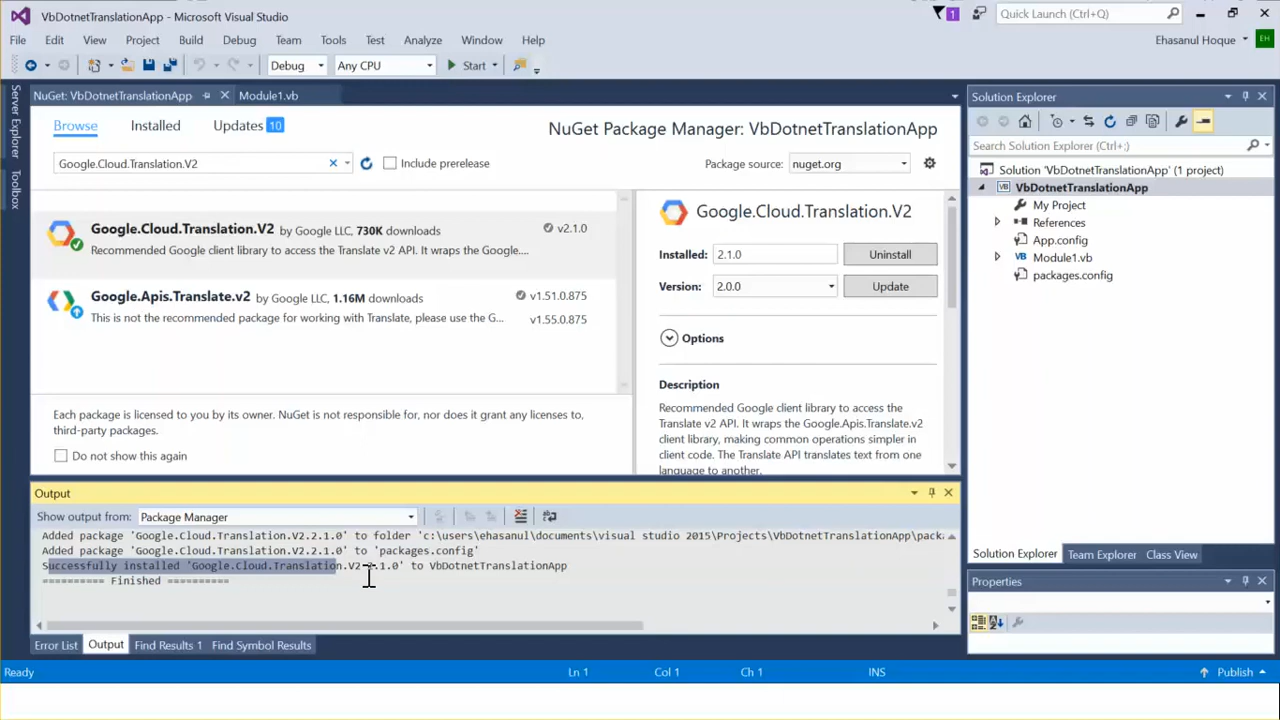 VbDotnetTranslationApp - Microsoft Visual Studio
1
Quick Launch (Ctrl+Q)
File Edit View Project Build Debug Team Tools Test Analyze Window Help
Ehasanul Hoque EH
Debug Any CPU Start
Server Explorer
Toolbox
NuGet: VbDotnetTranslationApp Module1.vb
Browse Installed Updates 10
NuGet Package Manager: VbDotnetTranslationApp
Google.Cloud.Translation.V2
Include prerelease
Package source: nuget.org
Google.Cloud.Translation.V2 by Google LLC, 730K downloads v2.1.0
Recommended Google client library to access the Translate v2 API. It wraps the Google....
Google.Apis.Translate.v2 by Google LLC, 1.16M downloads v1.51.0.875
This is not the recommended package for working with Translate, please use the G... v1.55.0.875
Each package is licensed to you by its owner. NuGet is not responsible for, nor does it grant any licenses to,
third-party packages.
Do not show this again
Google.Cloud.Translation.V2
Installed: 2.1.0 Uninstall
Version: 2.0.0 Update
Options
Description
Recommended Google client library to access the
Translate v2 API. It wraps the Google.Apis.Translate.v2
client library, making common operations simpler in
client code. The Translate API translates text from one
language to another.
Output
Show output from: Package Manager
Added package 'Google.Cloud.Translation.V2.2.1.0' to folder 'c:\users\ehasanul\documents\visual studio 2015\Projects\VbDotnetTranslationApp\pack
Added package 'Google.Cloud.Translation.V2.2.1.0' to 'packages.config'
Successfully installed 'Google.Cloud.Translation.V2 2.1.0' to VbDotnetTranslationApp
========== Finished ==========
Error List Output Find Results 1 Find Symbol Results
Solution Explorer
Search Solution Explorer (Ctrl+;)
Solution 'VbDotnetTranslationApp' (1 project)
VB VbDotnetTranslationApp
My Project
References
App.config
VB Module1.vb
packages.config
Solution Explorer Team Explorer Class View
Properties
Ready Ln 1 Col 1 Ch 1 INS Publish